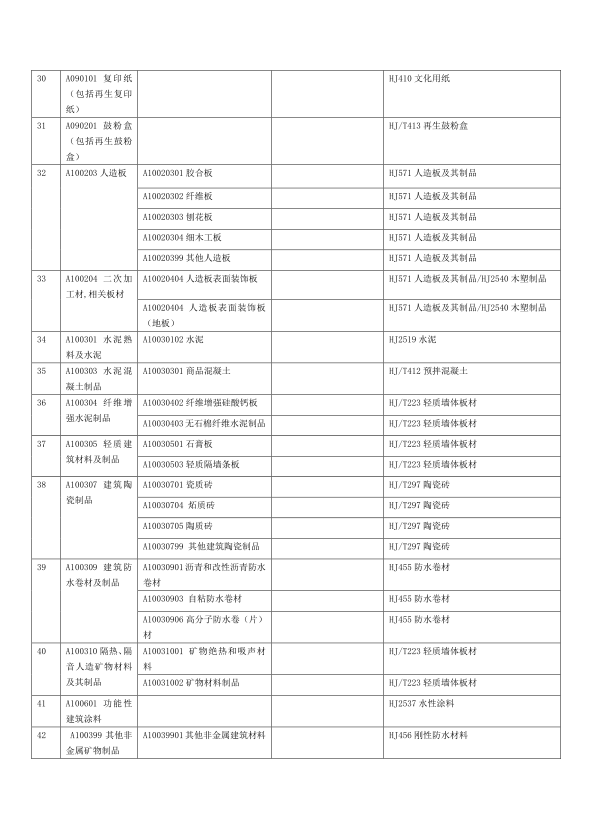 30 A090101 复印纸 HJ410 文化用纸
（包括再生复印
纸）
31 A090201 鼓粉盒 HJ/T413 再生鼓粉盒
（包括再生鼓粉
盒）
32 A100203 人造板 A10020301 胶合板 HJ571 人造板及其制品
A10020302 纤维板 HJ571 人造板及其制品
A10020303 刨花板 HJ571 人造板及其制品
A10020304 细木工板 HJ571 人造板及其制品
A10020399 其他人造板 HJ571 人造板及其制品
33 A100204 二次加 A10020404 人造板表面装饰板 HJ571 人造板及其制品/HJ2540 木塑制品
工材,相关板材
A10020404 人造板表面装饰板 HJ571 人造板及其制品/HJ2540 木塑制品
（地板）
34 A100301 水泥熟 A10030102 水泥 HJ2519 水泥
料及水泥
35 A100303 水泥混 A10030301 商品混凝土 HJ/T412 预拌混凝土
凝土制品
36 A100304 纤维增 A10030402 纤维增强硅酸钙板 HJ/T223 轻质墙体板材
强水泥制品
A10030403 无石棉纤维水泥制品 HJ/T223 轻质墙体板材
37 A100305 轻质建 A10030501 石膏板 HJ/T223 轻质墙体板材
筑材料及制品
A10030503 轻质隔墙条板 HJ/T223 轻质墙体板材
38 A100307 建筑陶 A10030701 瓷质砖 HJ/T297 陶瓷砖
瓷制品
A10030704 炻质砖 HJ/T297 陶瓷砖
A10030705 陶质砖 HJ/T297 陶瓷砖
A10030799 其他建筑陶瓷制品 HJ/T297 陶瓷砖
39 A100309 建筑防 A10030901 沥青和改性沥青防水 HJ455 防水卷材
水卷材及制品 卷材
A10030903 自粘防水卷材 HJ455 防水卷材
A10030906 高分子防水卷（片） HJ455 防水卷材
材
40 A100310 隔热、隔 A10031001 矿物绝热和吸声材 HJ/T223 轻质墙体板材
音人造矿物材料 料
及其制品 A10031002 矿物材料制品 HJ/T223 轻质墙体板材
41 A100601 功能性 HJ2537 水性涂料
建筑涂料
42 A100399 其他非 A10039901 其他非金属建筑材料 HJ456 刚性防水材料
金属矿物制品